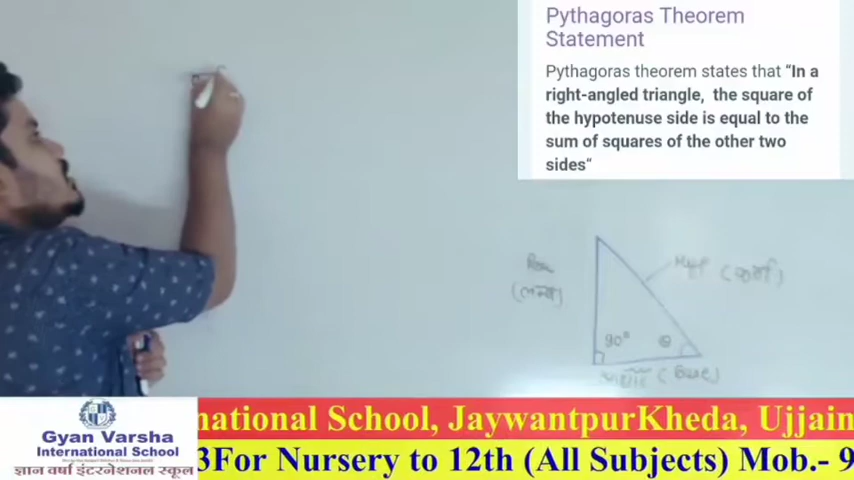 Pythagoras Theorem
Statement
Pythagoras theorem states that “In a
right-angled triangle, the square of
the hypotenuse side is equal to the
sum of squares of the other two
sides“
(लम्ब)
90°
θ
Gyan Varsha
International School
ज्ञान वर्षा इंटरनेशनल स्कूल
national School, JaywantpurKheda, Ujjain
3For Nursery to 12th (All Subjects) Mob.- 9